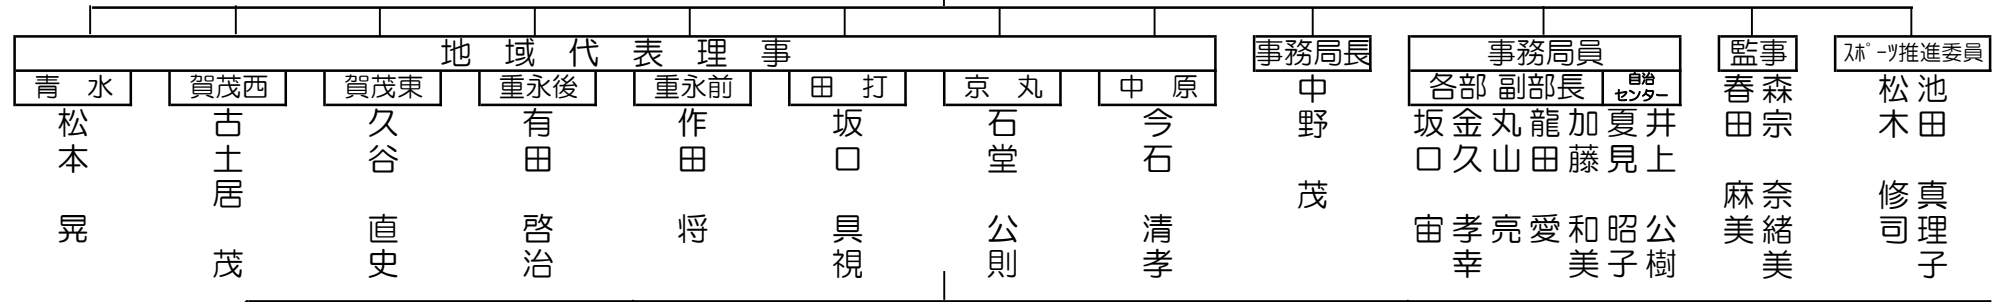 地域代表理事
青水
松本 晃
賀茂西
古土居 茂
賀茂東
久谷 直史
重永後
有田 啓治
重永前
作田 将
田打
坂口 具視
京丸
石堂 公則
中原
今石 清孝
事務局長
中野 茂
事務局員
各部 副部長
坂口 宙
金久 孝幸
丸山 亮
龍田 愛
加藤 和美
自治
センター
夏見 昭子
井上 公樹
監事
春田 麻美
森宗 奈緒美
スポーツ推進委員
松木 修司
池田 真理子